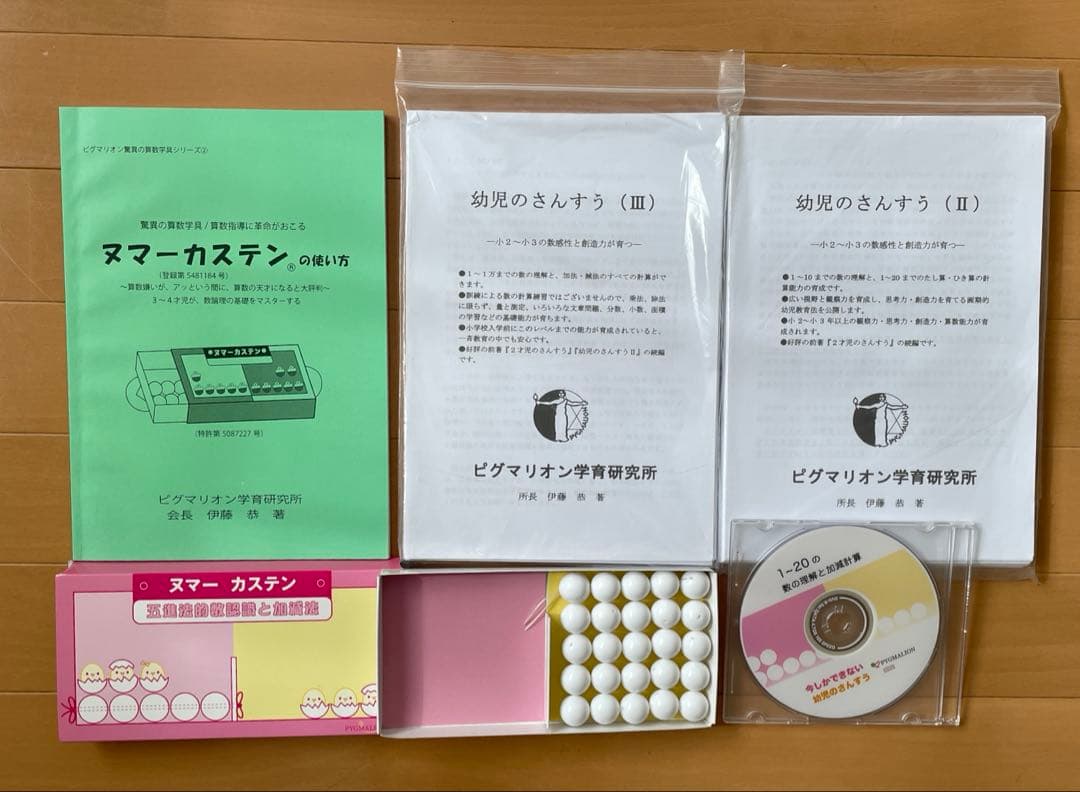 ピグマリオン驚異の算数学具シリーズ②
驚異の算数学具/算数指導に革命がおこる
ヌマーカステン®の使い方
(登録第5481184号)
〜算数嫌いが、アッという間に、算数の天才になると大評判〜
3〜4才児が、数論理の基礎をマスターする
ヌマーカステン
(特許第5087227号)
ピグマリオン学育研究所
会長 伊藤 恭 著
幼児のさんすう(Ⅲ)
―小2〜小3の数感性と創造力が育つ―
●1〜1万までの数の理解と、加法・減法のすべての計算ができます。
●訓練による数の計算練習ではございませんので、乗法、除法に限らず、量と測定、いろいろな文章問題、分数、小数、面積の学習などの基礎能力が育ちます。
●小学校入学前にこのレベルまでの能力が育成されていると、一斉教育の中でも安心です。
●好評の前著『2才児のさんすう』『幼児のさんすうⅡ』の続編です。
PYGMALION
ピグマリオン学育研究所
所長 伊藤 恭 著
幼児のさんすう(Ⅱ)
―小2〜小3の数感性と創造力が育つ―
●1〜10までの数の理解と、1〜20までのたし算・ひき算の計算能力の育成です。
●広い視野と観察力を育成し、思考力・創造力を育てる画期的幼児教育法を公開します。
●小2〜小3年以上の観察力・思考力・創造力・算数能力が育成されます。
●好評の前著『2才児のさんすう』の続編です。
PYGMALION
ピグマリオン学育研究所
所長 伊藤 恭 著
ヌマー カステン
五進法的数認識と加減法
PYGMALI
1〜20の
数の理解と加減計算
PYGMALION
今しかできない
幼児のさんすう